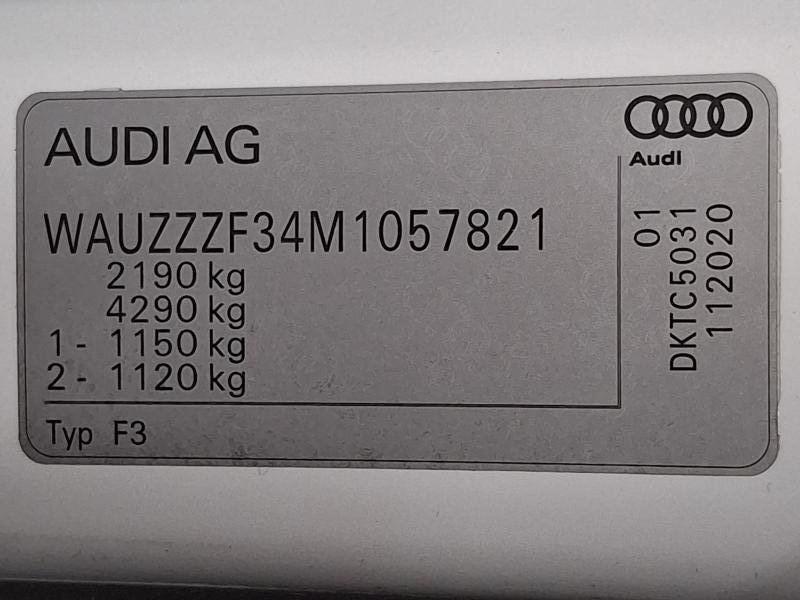 AUDI AG
Audi
WAUZZZF34M1057821
2190 kg
4290 kg
1 - 1150 kg
2 - 1120 kg
Typ F3
01
DKTC5031
112020